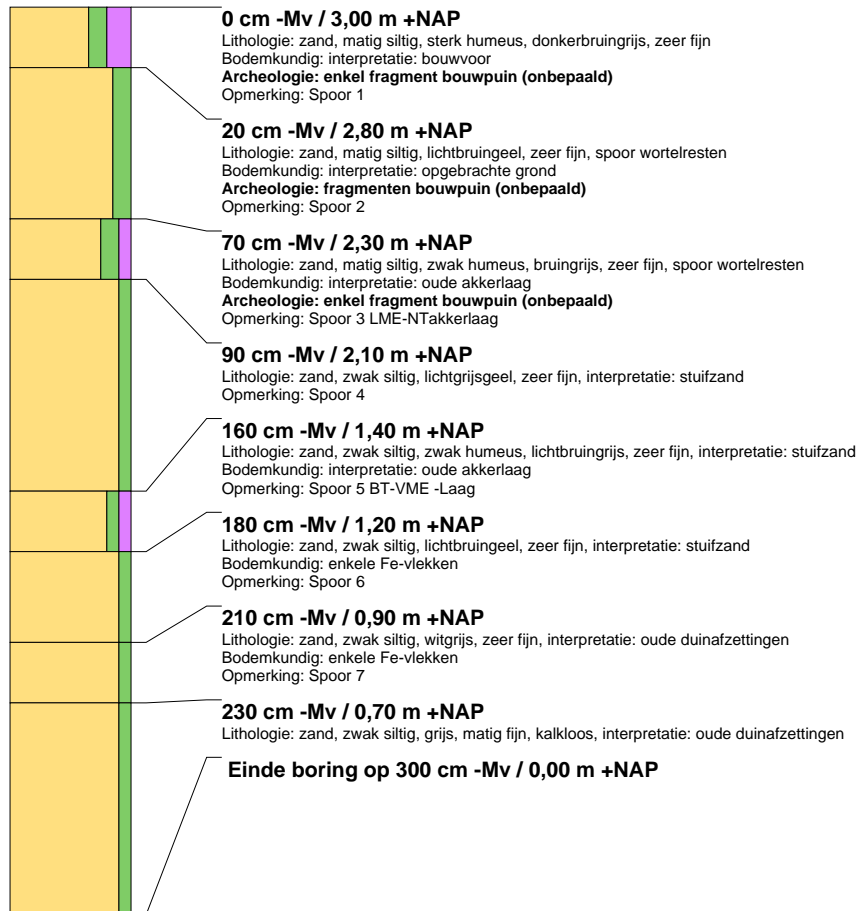 0 cm -Mv / 3,00 m +NAP
Lithologie: zand, matig siltig, sterk humeus, donkerbruingrijs, zeer fijn
Bodemkundig: interpretatie: bouwvoor
Archeologie: enkel fragment bouwpuin (onbepaald)
Opmerking: Spoor 1
20 cm -Mv / 2,80 m +NAP
Lithologie: zand, matig siltig, lichtbruingeel, zeer fijn, spoor wortelresten
Bodemkundig: interpretatie: opgebrachte grond
Archeologie: fragmenten bouwpuin (onbepaald)
Opmerking: Spoor 2
70 cm -Mv / 2,30 m +NAP
Lithologie: zand, matig siltig, zwak humeus, bruingrijs, zeer fijn, spoor wortelresten
Bodemkundig: interpretatie: oude akkerlaag
Archeologie: enkel fragment bouwpuin (onbepaald)
Opmerking: Spoor 3 LME-NTakkerlaag
90 cm -Mv / 2,10 m +NAP
Lithologie: zand, zwak siltig, lichtgrijsgeel, zeer fijn, interpretatie: stuifzand
Opmerking: Spoor 4
160 cm -Mv / 1,40 m +NAP
Lithologie: zand, zwak siltig, zwak humeus, lichtbruingrijs, zeer fijn, interpretatie: stuifzand
Bodemkundig: interpretatie: oude akkerlaag
Opmerking: Spoor 5 BT-VME -Laag
180 cm -Mv / 1,20 m +NAP
Lithologie: zand, zwak siltig, lichtbruingeel, zeer fijn, interpretatie: stuifzand
Bodemkundig: enkele Fe-vlekken
Opmerking: Spoor 6
210 cm -Mv / 0,90 m +NAP
Lithologie: zand, zwak siltig, witgrijs, zeer fijn, interpretatie: oude duinafzettingen
Bodemkundig: enkele Fe-vlekken
Opmerking: Spoor 7
230 cm -Mv / 0,70 m +NAP
Lithologie: zand, zwak siltig, grijs, matig fijn, kalkloos, interpretatie: oude duinafzettingen
Einde boring op 300 cm -Mv / 0,00 m +NAP